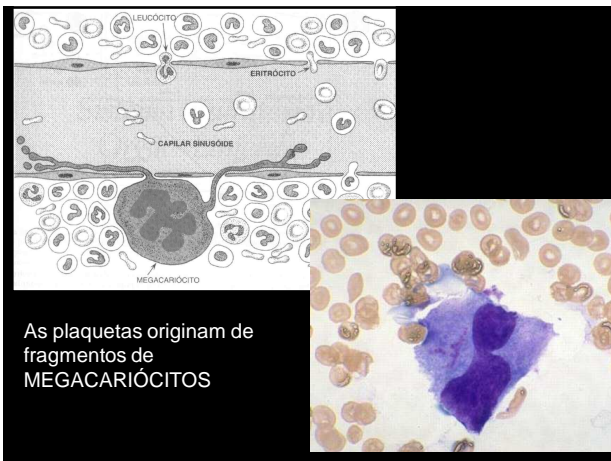 LEUCÓCITO
ERITRÓCITO
CAPILAR SINUSÓIDE
MEGACARIÓCITO
As plaquetas originam de
fragmentos de
MEGACARIÓCITOS